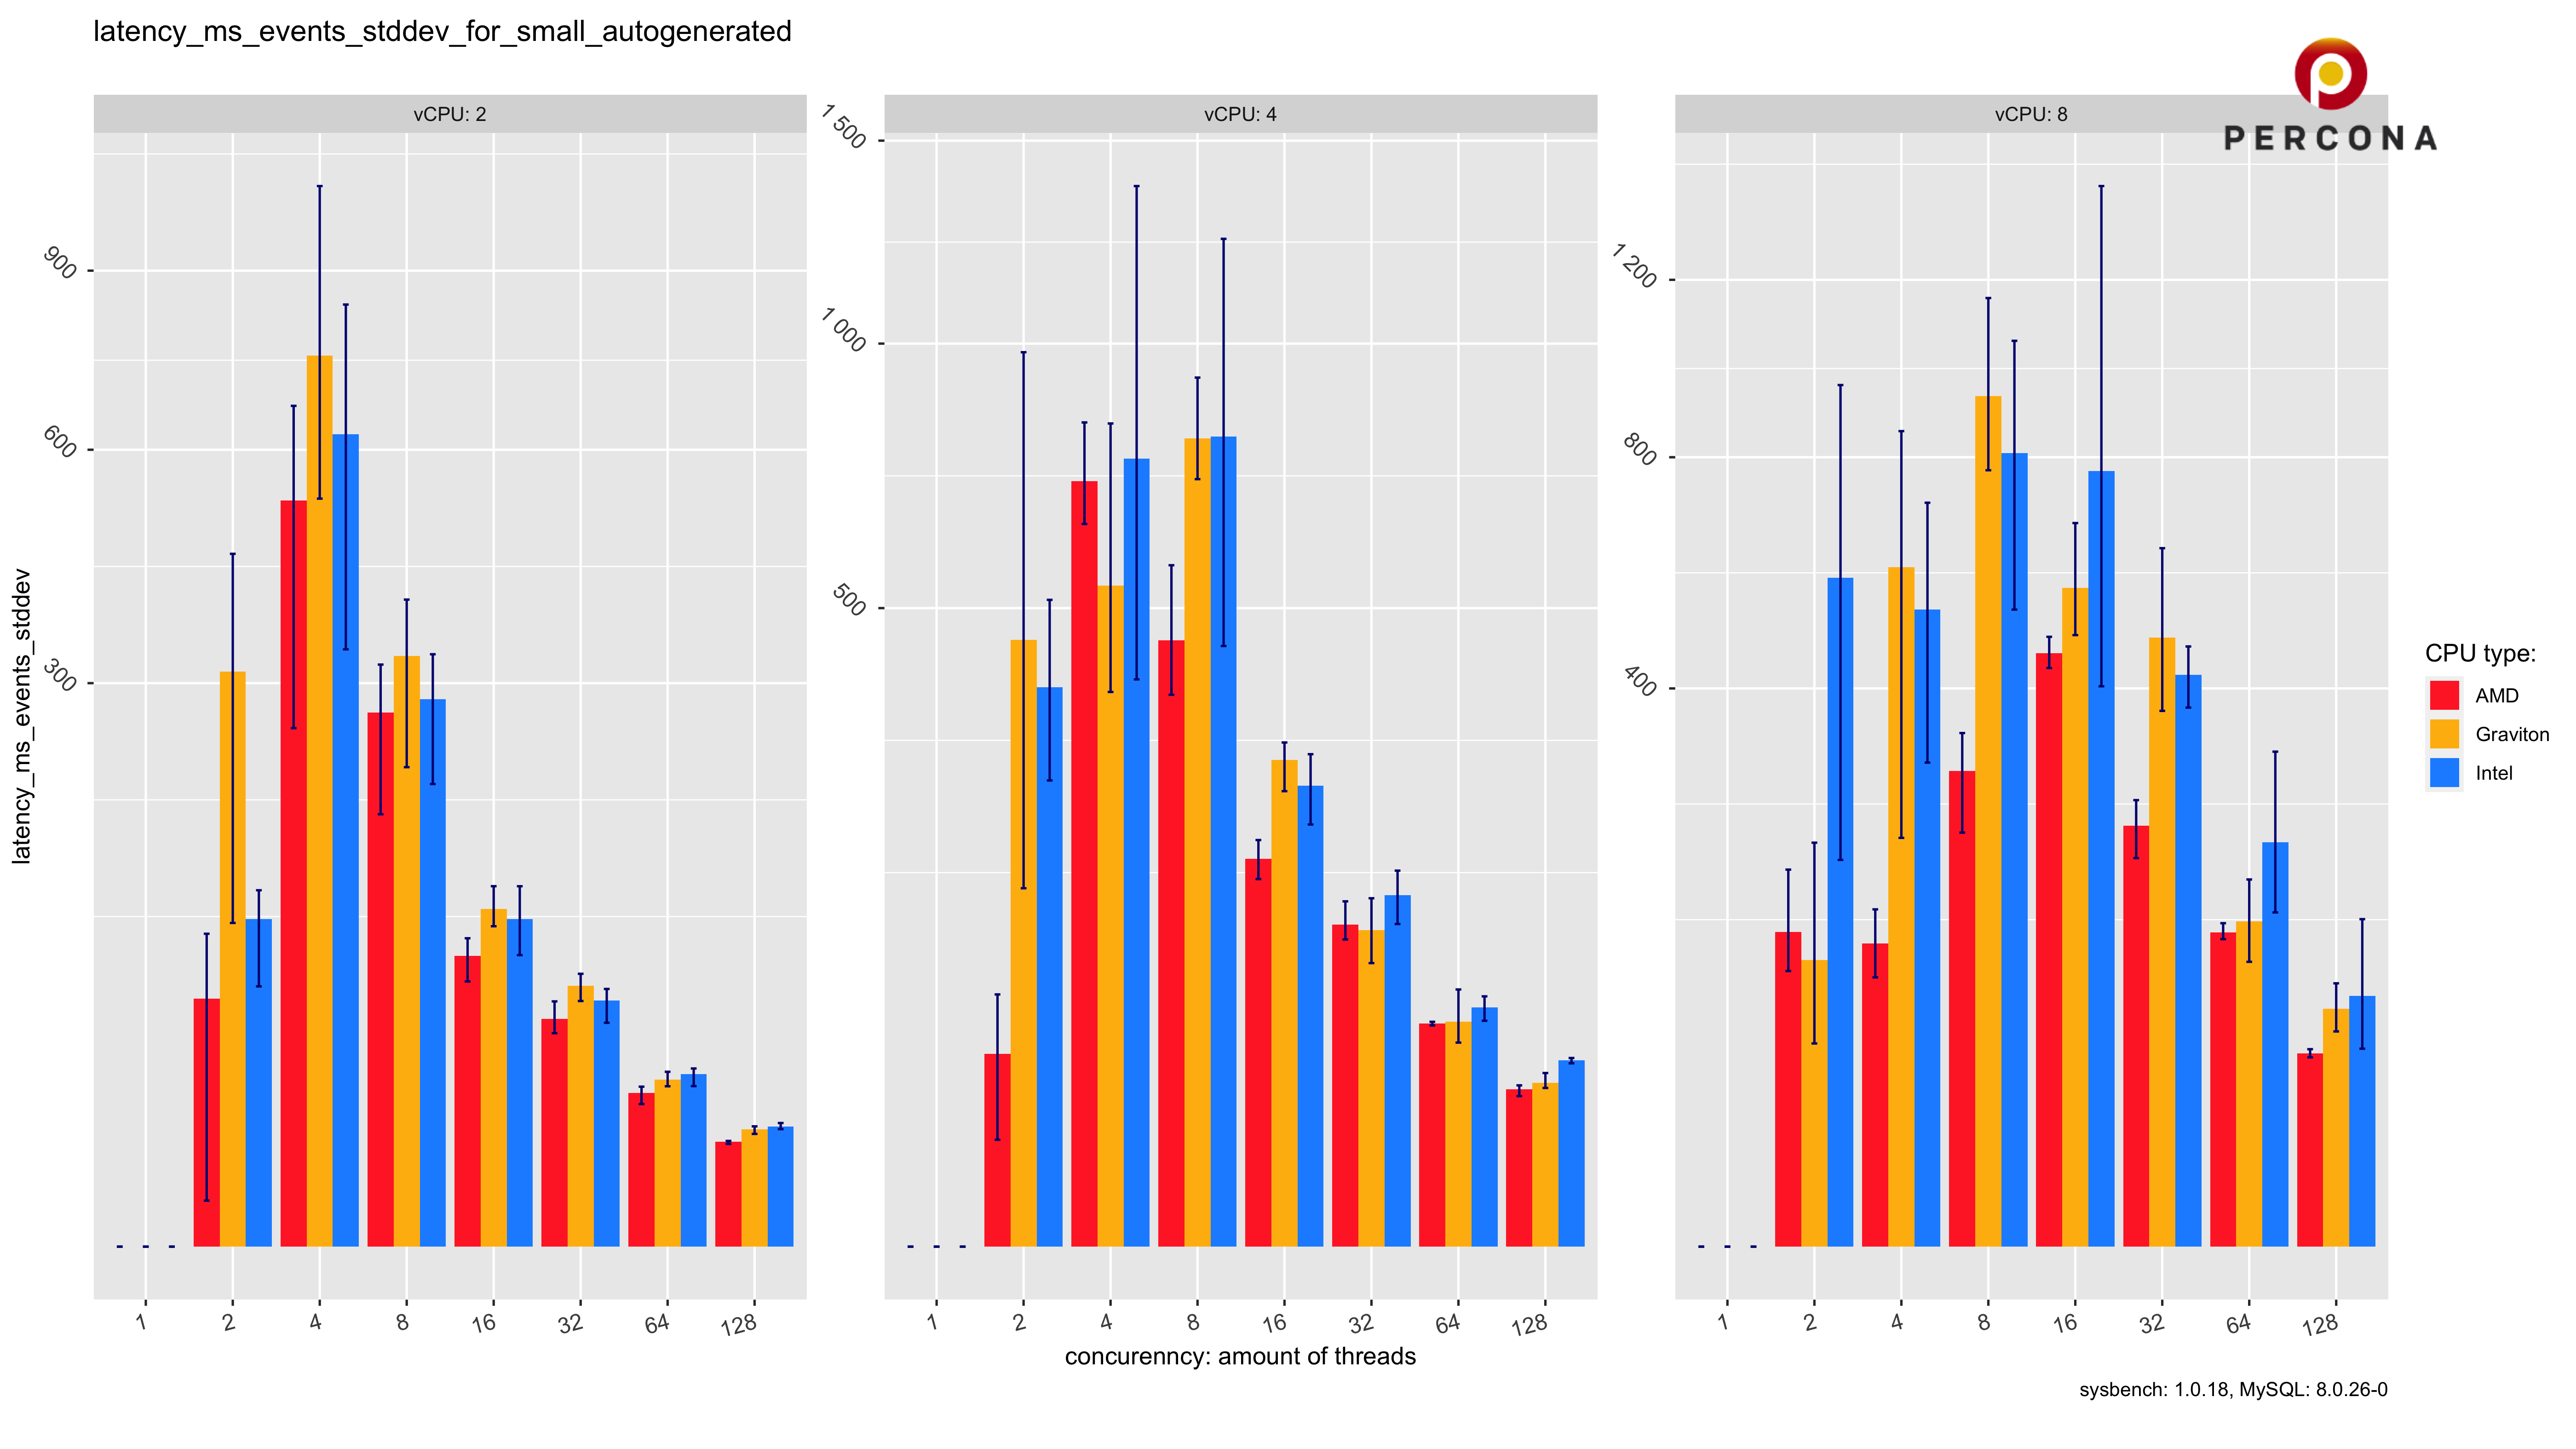 latency_ms_events_stddev_for_small_autogenerated
PERCONA
vCPU: 2
vCPU: 4
vCPU: 8
latency_ms_events_stddev
900
600
300
1 500
1 000
500
1 200
800
400
CPU type:
AMD
Graviton
Intel
1 2 4 8 16 32 64 128
1 2 4 8 16 32 64 128
1 2 4 8 16 32 64 128
concurenncy: amount of threads
sysbench: 1.0.18, MySQL: 8.0.26-0